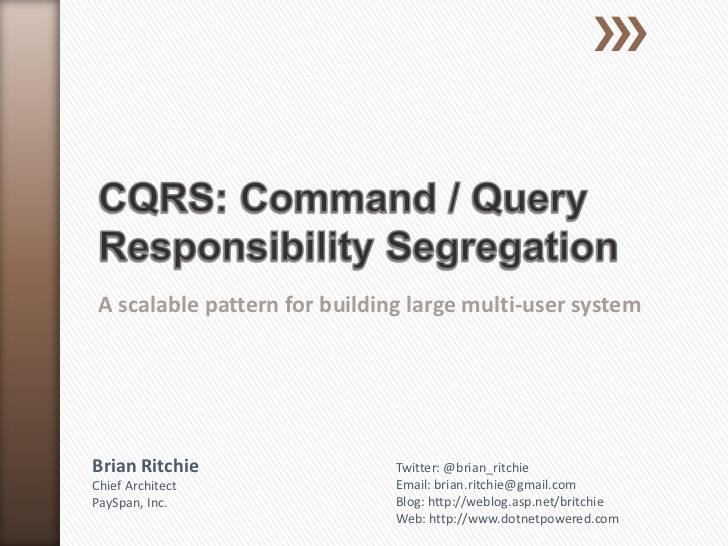 CQRS: Command / Query
Responsibility Segregation
A scalable pattern for building large multi-user system
Brian Ritchie
Chief Architect
PaySpan, Inc.
Twitter: @brian_ritchie
Email: brian.ritchie@gmail.com
Blog: http://weblog.asp.net/britchie
Web: http://www.dotnetpowered.com